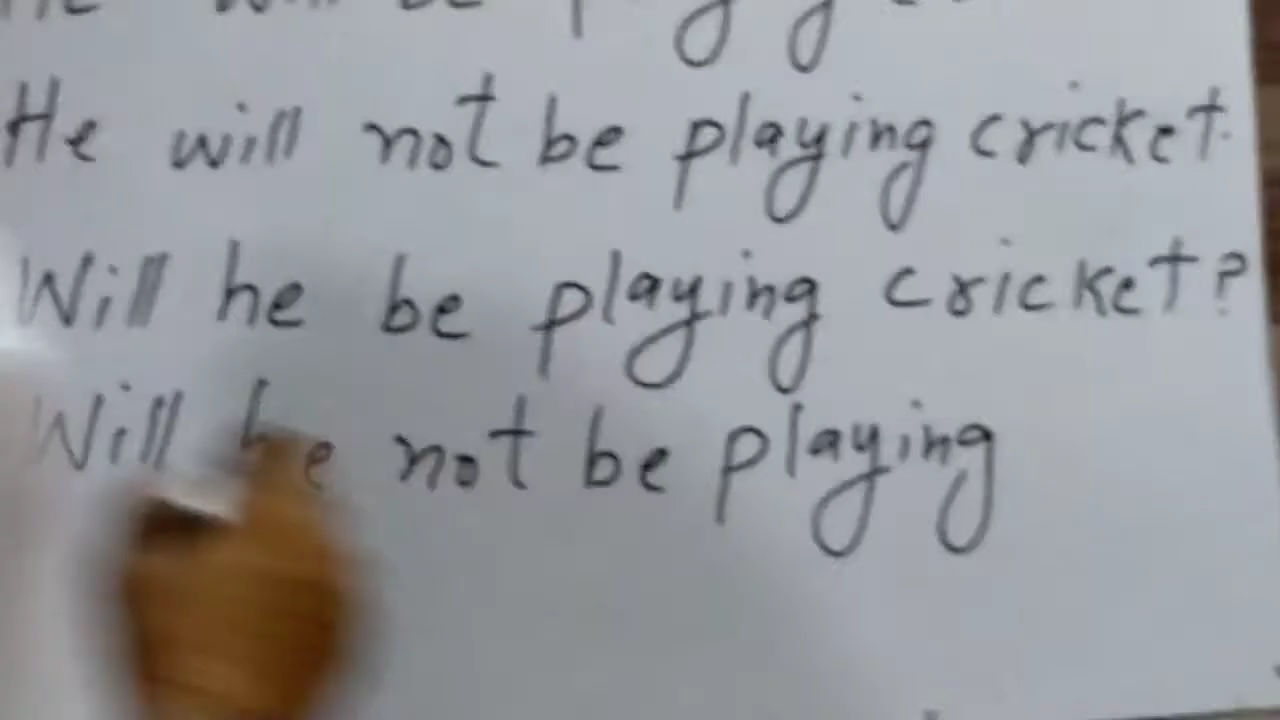 He will not be playing cricket.
Will he be playing cricket?
Will he not be playing